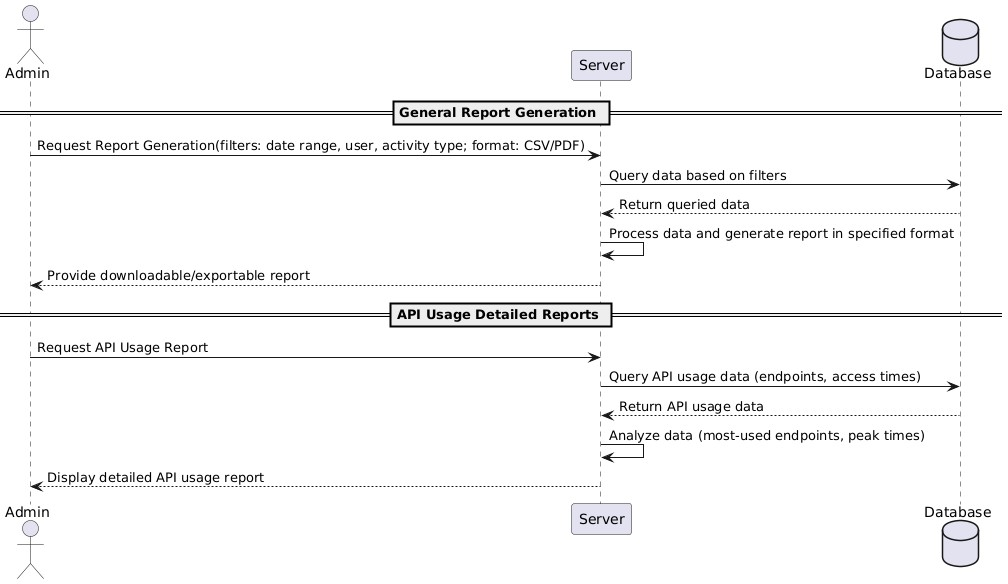 Admin
Server
Database
General Report Generation
Request Report Generation(filters: date range, user, activity type; format: CSV/PDF)
Query data based on filters
Return queried data
Process data and generate report in specified format
Provide downloadable/exportable report
API Usage Detailed Reports
Request API Usage Report
Query API usage data (endpoints, access times)
Return API usage data
Analyze data (most-used endpoints, peak times)
Display detailed API usage report
Admin
Server
Database